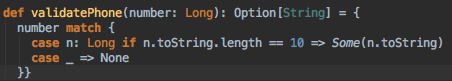 def validatePhone(number: Long): Option[String] = {
  number match {
    case n: Long if n.toString.length == 10 => Some(n.toString)
    case _ => None
  }}